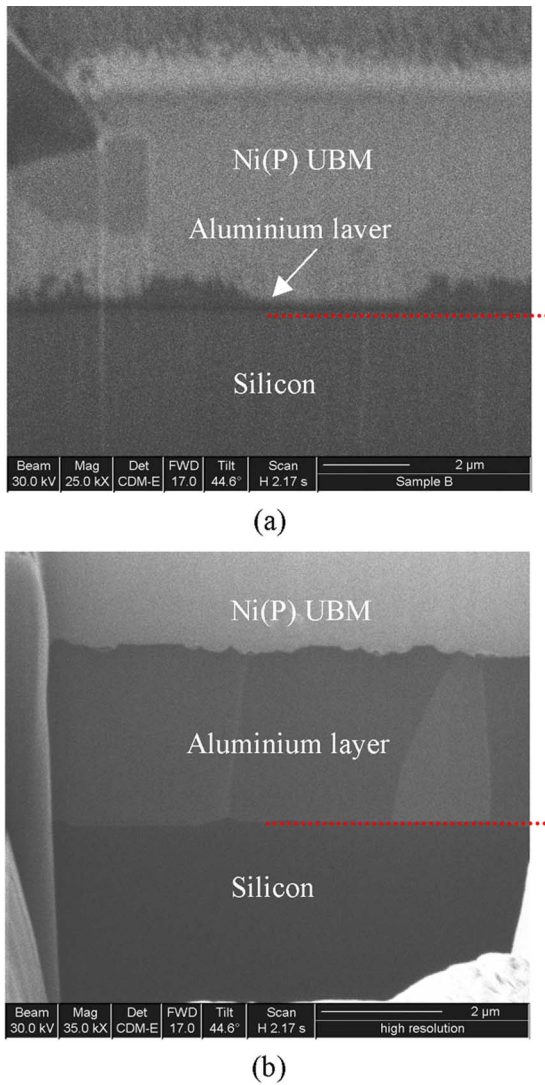 Ni(P) UBM
Aluminium laver
Silicon
Beam Mag Det FWD Tilt Scan 2 µm
30.0 kV 25.0 kX CDM-E 17.0 44.6° H 2.17 s Sample B
(a)
Ni(P) UBM
Aluminium layer
Silicon
Beam Mag Det FWD Tilt Scan 2 µm
30.0 kV 35.0 kX CDM-E 17.0 44.6° H 2.17 s high resolution
(b)